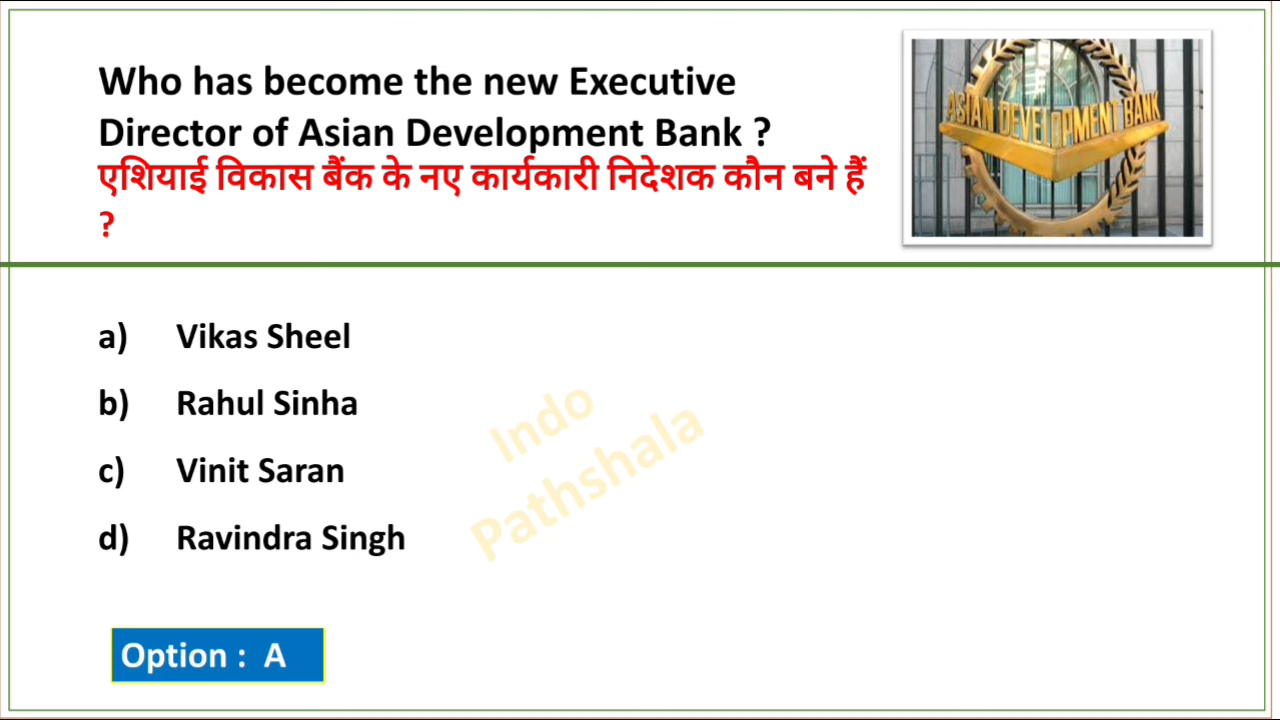 Who has become the new Executive
Director of Asian Development Bank ?
एशियाई विकास बैंक के नए कार्यकारी निदेशक कौन बने हैं
?
ASIAN DEVELOPMENT BANK
a) Vikas Sheel
b) Rahul Sinha
c) Vinit Saran
d) Ravindra Singh
Indo
Pathshala
Option : A